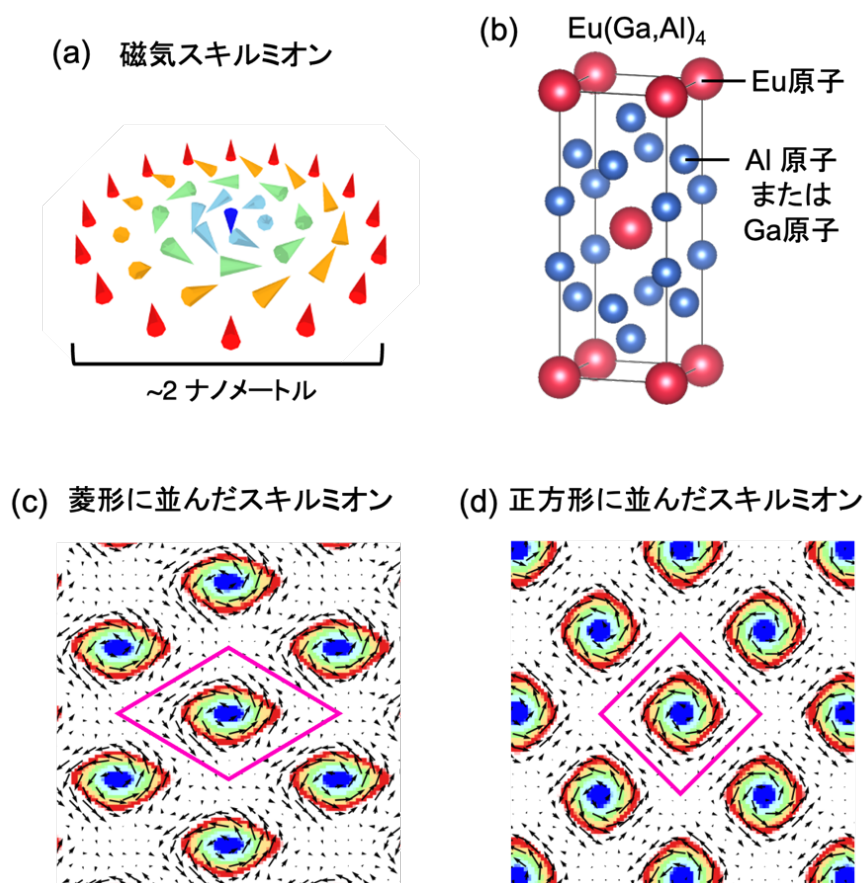 (a) 磁気スキルミオン
~2 ナノメートル
(b) Eu(Ga,Al)₄
Eu原子
Al 原子
または
Ga原子
(c) 菱形に並んだスキルミオン
(d) 正方形に並んだスキルミオン